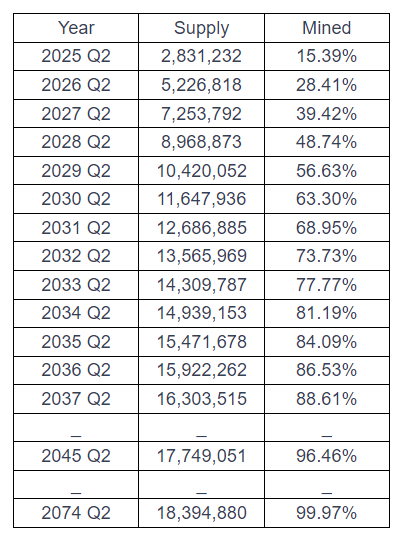 Year Supply Mined
2025 Q2 2,831,232 15.39%
2026 Q2 5,226,818 28.41%
2027 Q2 7,253,792 39.42%
2028 Q2 8,968,873 48.74%
2029 Q2 10,420,052 56.63%
2030 Q2 11,647,936 63.30%
2031 Q2 12,686,885 68.95%
2032 Q2 13,565,969 73.73%
2033 Q2 14,309,787 77.77%
2034 Q2 14,939,153 81.19%
2035 Q2 15,471,678 84.09%
2036 Q2 15,922,262 86.53%
2037 Q2 16,303,515 88.61%
_ _ _
2045 Q2 17,749,051 96.46%
_ _ _
2074 Q2 18,394,880 99.97%